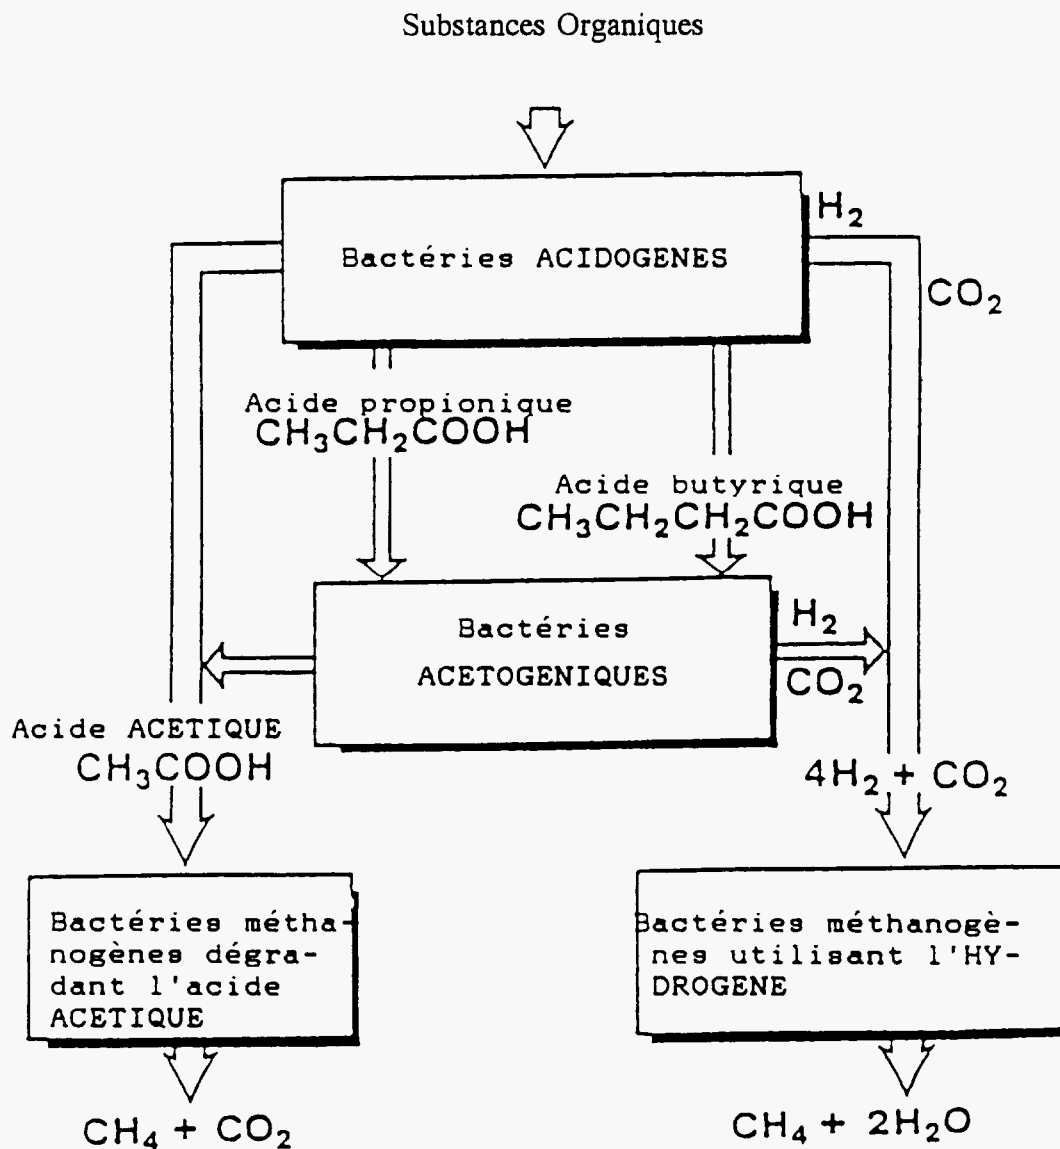 Substances Organiques
H₂
Bactéries ACIDOGENES
CO₂
Acide propionique
CH₃CH₂COOH
Acide butyrique
CH₃CH₂CH₂COOH
Bactéries
ACETOGENIQUES
H₂
CO₂
Acide ACETIQUE
CH₃COOH
4H₂ + CO₂
Bactéries métha-
nogènes dégra-
dant l'acide
ACETIQUE
Bactéries méthanogè-
nes utilisant l'HY-
DROGENE
CH₄ + CO₂
CH₄ + 2H₂O